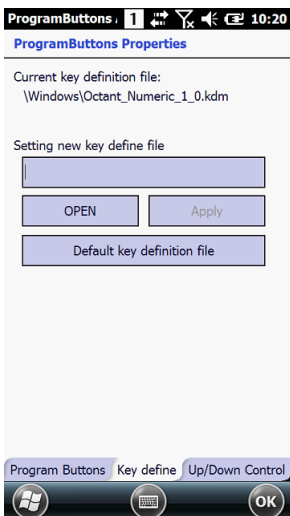 ProgramButtons 1 10:20
ProgramButtons Properties
Current key definition file:
\Windows\Octant_Numeric_1_0.kdm
Setting new key define file
OPEN Apply
Default key definition file
Program Buttons Key define Up/Down Control
OK